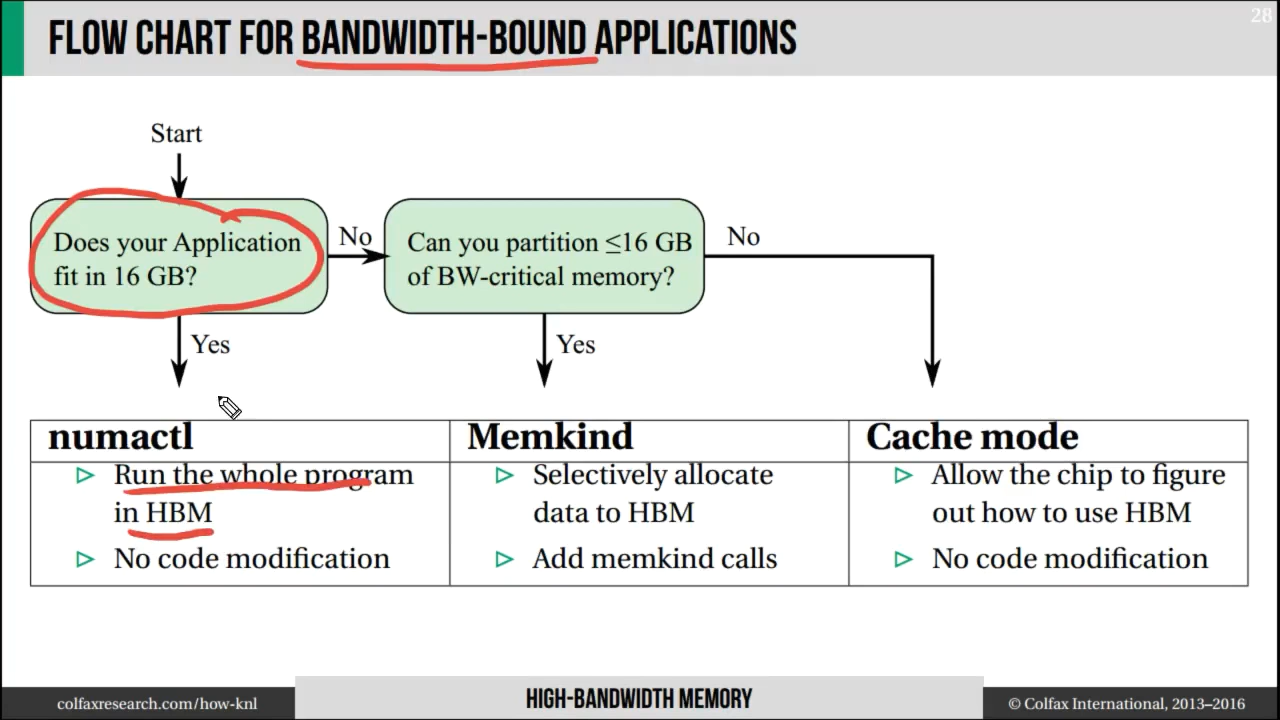 28
FLOW CHART FOR BANDWIDTH-BOUND APPLICATIONS
Start
Does your Application
fit in 16 GB?
No
Can you partition ≤16 GB
of BW-critical memory?
No
Yes
Yes
numactl
Run the whole program
in HBM
No code modification
Memkind
Selectively allocate
data to HBM
Add memkind calls
Cache mode
Allow the chip to figure
out how to use HBM
No code modification
colfaxresearch.com/how-knl
HIGH-BANDWIDTH MEMORY
© Colfax International, 2013–2016